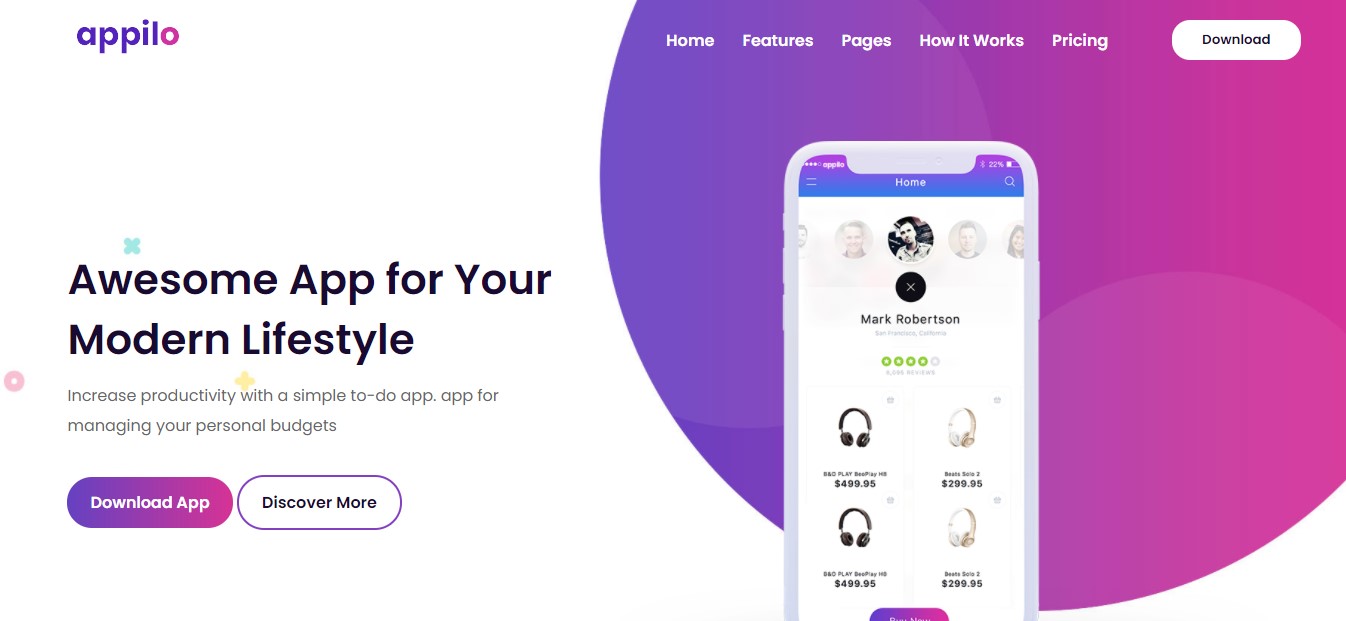 appilo
Home Features Pages How It Works Pricing Download
Awesome App for Your
Modern Lifestyle
Increase productivity with a simple to-do app. app for
managing your personal budgets
Download App Discover More
appilo 22%
Home
Mark Robertson
San Francisco, California
REVIEWS
B&O PLAY BeoPlay H8 Beats Solo 2
$499.95 $299.95
B&O PLAY BeoPlay H8 Beats Solo 2
$499.95 $299.95
Buy Now